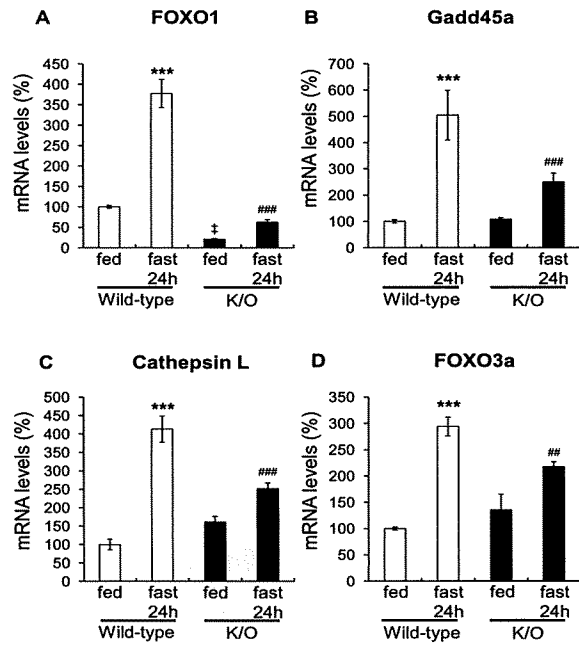 A FOXO1
mRNA levels (%)
450
400
350
300
250
200
150
100
50
0
***
‡
###
fed fast fed fast
24h 24h
Wild-type K/O
B Gadd45a
mRNA levels (%)
700
600
500
400
300
200
100
0
***
###
fed fast fed fast
24h 24h
Wild-type K/O
C Cathepsin L
mRNA levels (%)
500
450
400
350
300
250
200
150
100
50
0
***
###
fed fast fed fast
24h 24h
Wild-type K/O
D FOXO3a
mRNA levels (%)
350
300
250
200
150
100
50
0
***
##
fed fast fed fast
24h 24h
Wild-type K/O